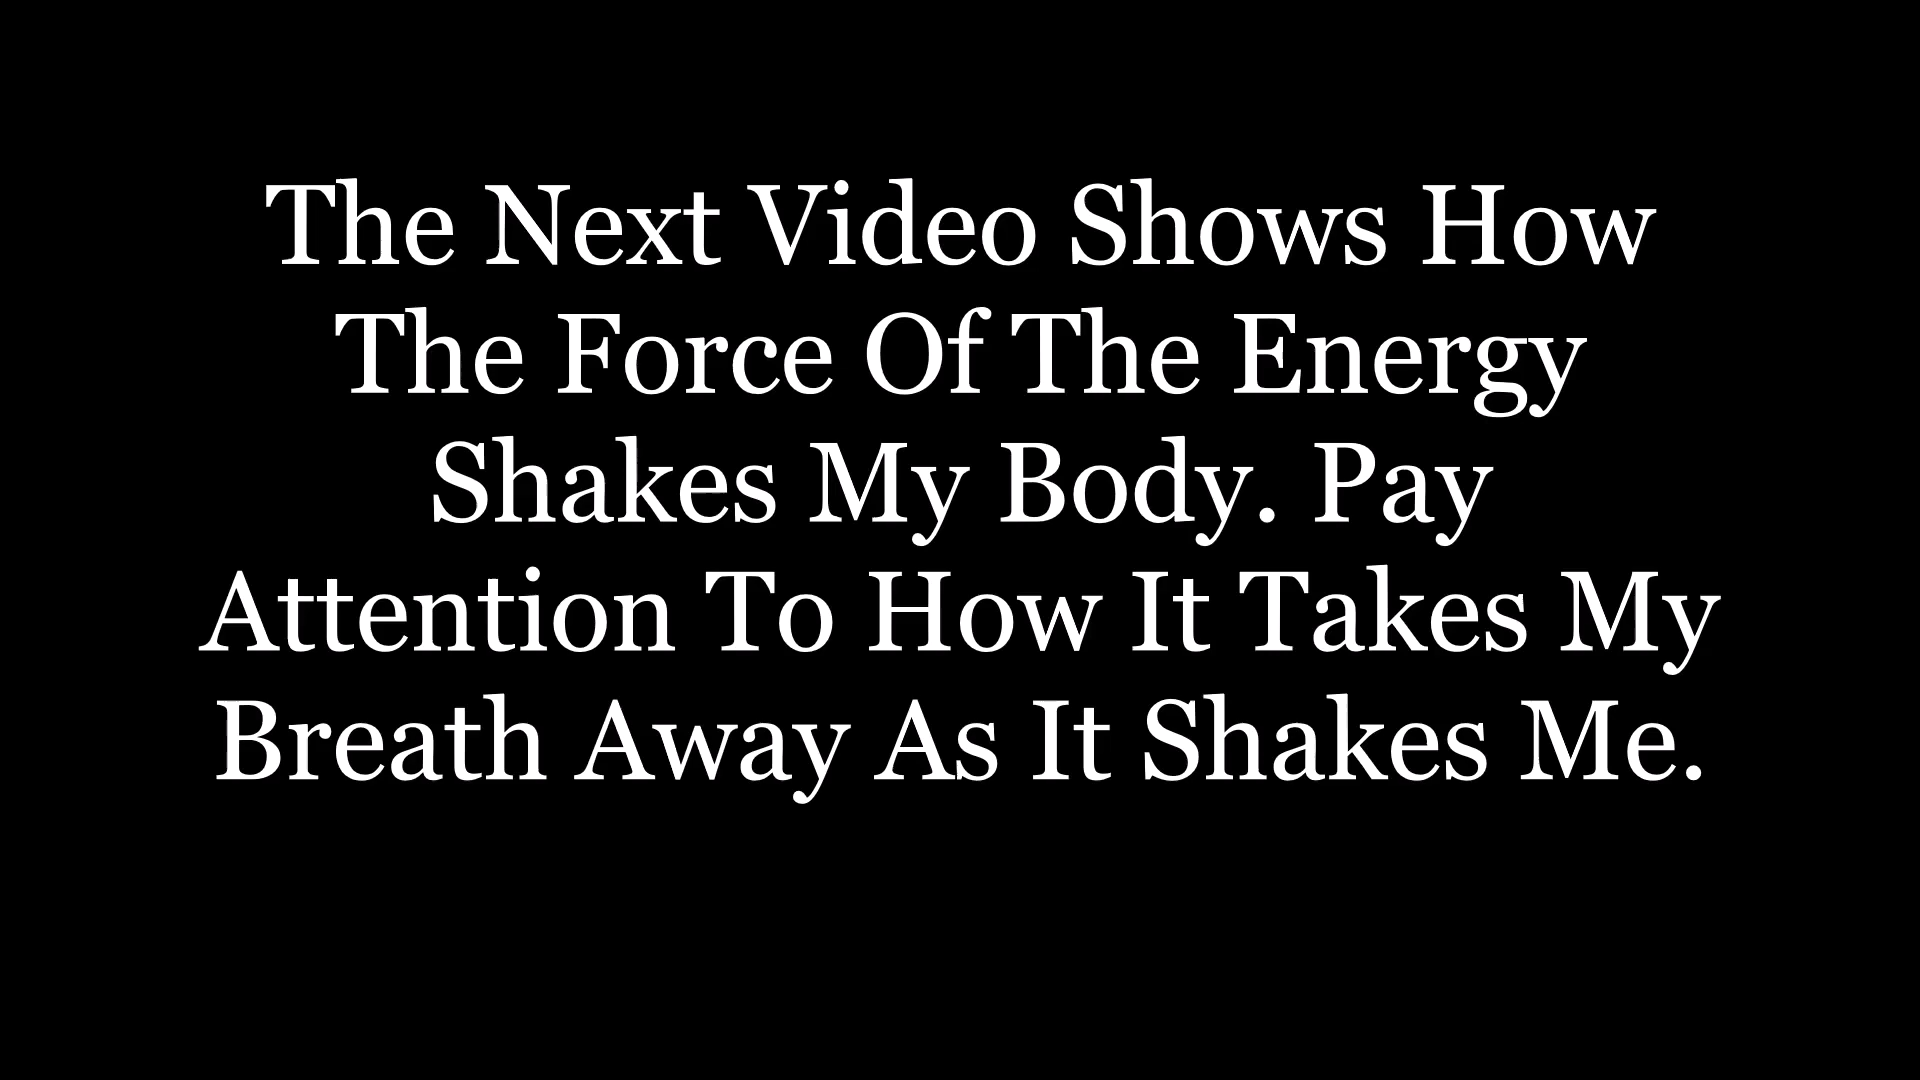 The Next Video Shows How
The Force Of The Energy
Shakes My Body. Pay
Attention To How It Takes My
Breath Away As It Shakes Me.